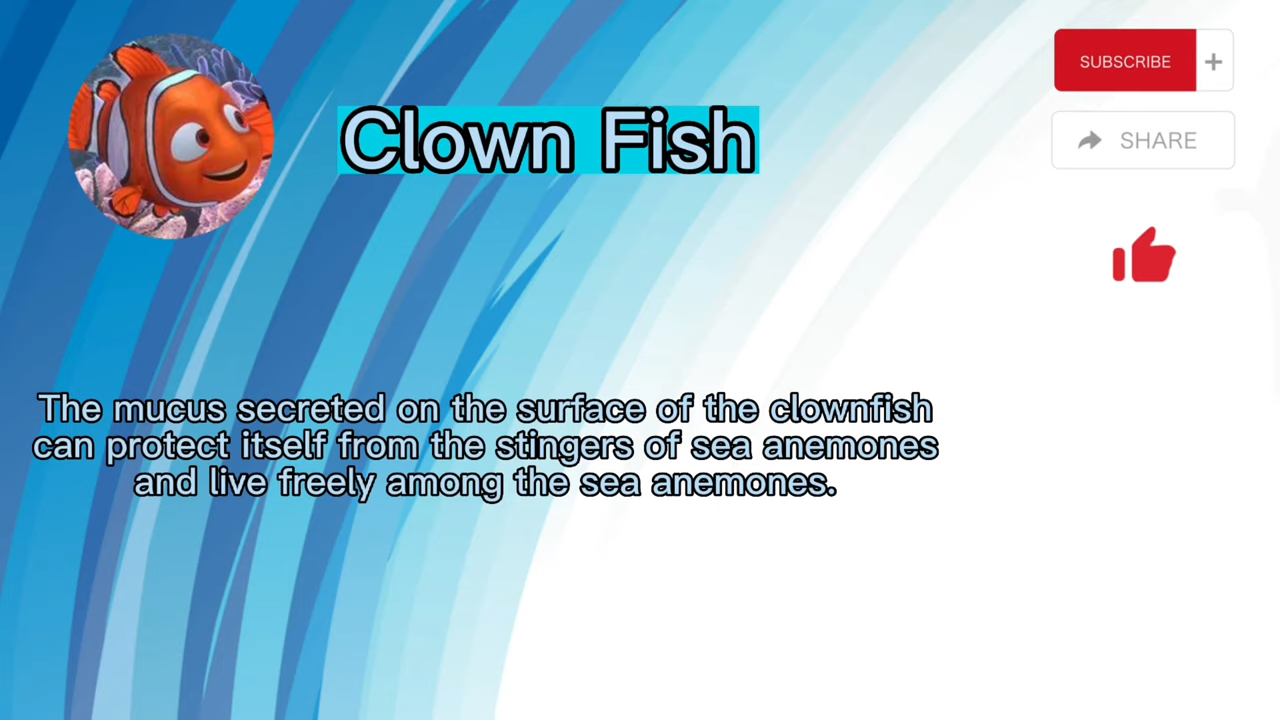 Clown Fish
SUBSCRIBE +
SHARE
The mucus secreted on the surface of the clownfish
can protect itself from the stingers of sea anemones
and live freely among the sea anemones.